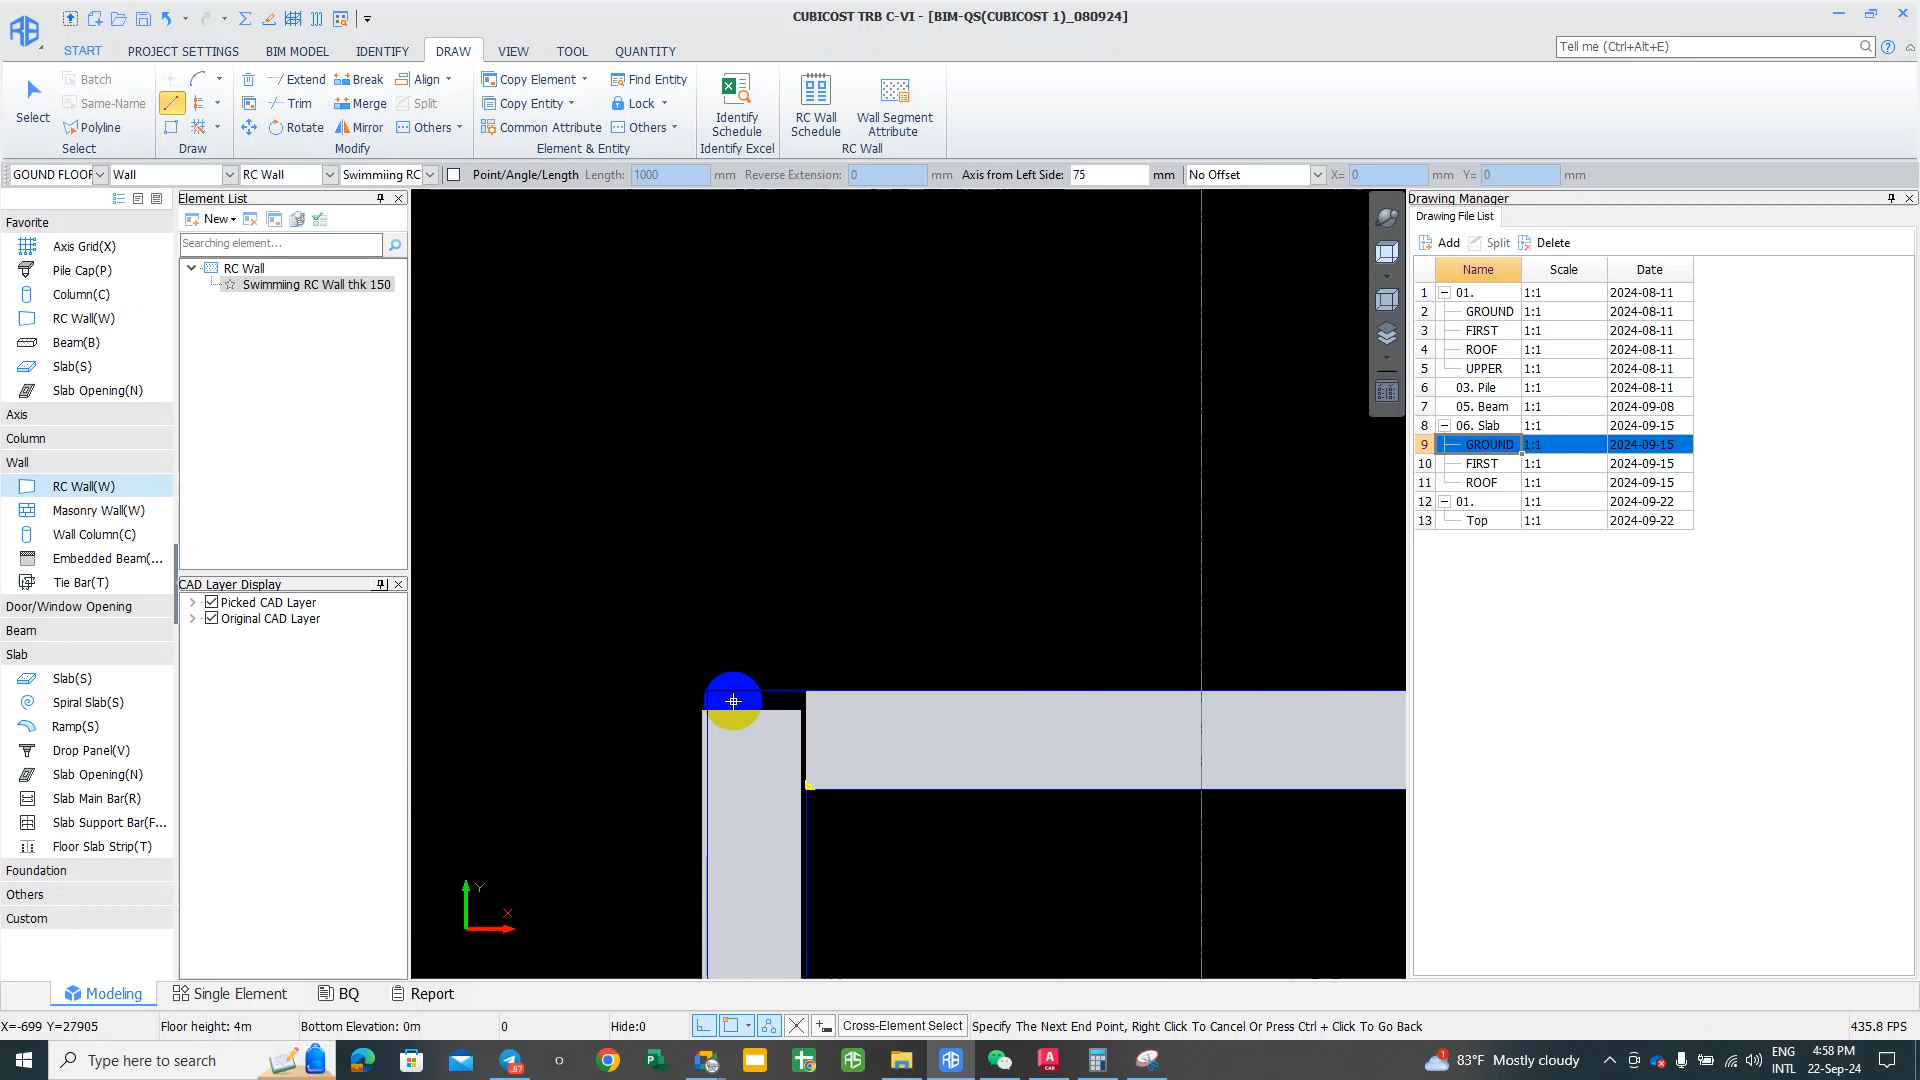 CUBICOST TRB C-VI - [BIM-QS(CUBICOST 1)_080924]
START PROJECT SETTINGS BIM MODEL IDENTIFY DRAW VIEW TOOL QUANTITY
Tell me (Ctrl+Alt+E)
Select
Batch
Same-Name
Polyline
Select
Draw
Extend Break Align
Trim Merge Split
Rotate Mirror Others
Modify
Copy Element Find Entity
Copy Entity Lock
Common Attribute Others
Element & Entity
Identify Schedule
Identify Excel
RC Wall Schedule
Wall Segment Attribute
RC Wall
GOUND FLOOF Wall RC Wall Swimmiing RC Point/Angle/Length Length: 1000 mm Reverse Extension: 0 mm Axis from Left Side: 75 mm No Offset X= 0 mm Y= 0 mm
Favorite
Axis Grid(X)
Pile Cap(P)
Column(C)
RC Wall(W)
Beam(B)
Slab(S)
Slab Opening(N)
Axis
Column
Wall
RC Wall(W)
Masonry Wall(W)
Wall Column(C)
Embedded Beam(...
Tie Bar(T)
Door/Window Opening
Beam
Slab
Slab(S)
Spiral Slab(S)
Ramp(S)
Drop Panel(V)
Slab Opening(N)
Slab Main Bar(R)
Slab Support Bar(F...
Floor Slab Strip(T)
Foundation
Others
Custom
Element List
New
Searching element...
RC Wall
Swimmiing RC Wall thk 150
CAD Layer Display
Picked CAD Layer
Original CAD Layer
Y
X
Drawing Manager
Drawing File List
Add Split Delete
Name Scale Date
1 01. 1:1 2024-08-11
2 GROUND 1:1 2024-08-11
3 FIRST 1:1 2024-08-11
4 ROOF 1:1 2024-08-11
5 UPPER 1:1 2024-08-11
6 03. Pile 1:1 2024-08-11
7 05. Beam 1:1 2024-09-08
8 06. Slab 1:1 2024-09-15
9 GROUND 1:1 2024-09-15
10 FIRST 1:1 2024-09-15
11 ROOF 1:1 2024-09-15
12 01. 1:1 2024-09-22
13 Top 1:1 2024-09-22
Modeling Single Element BQ Report
X=-699 Y=27905 Floor height: 4m Bottom Elevation: 0m 0 Hide:0 Cross-Element Select Specify The Next End Point, Right Click To Cancel Or Press Ctrl + Click To Go Back 435.8 FPS
Type here to search
.87
83°F Mostly cloudy
ENG
INTL
4:58 PM
22-Sep-24